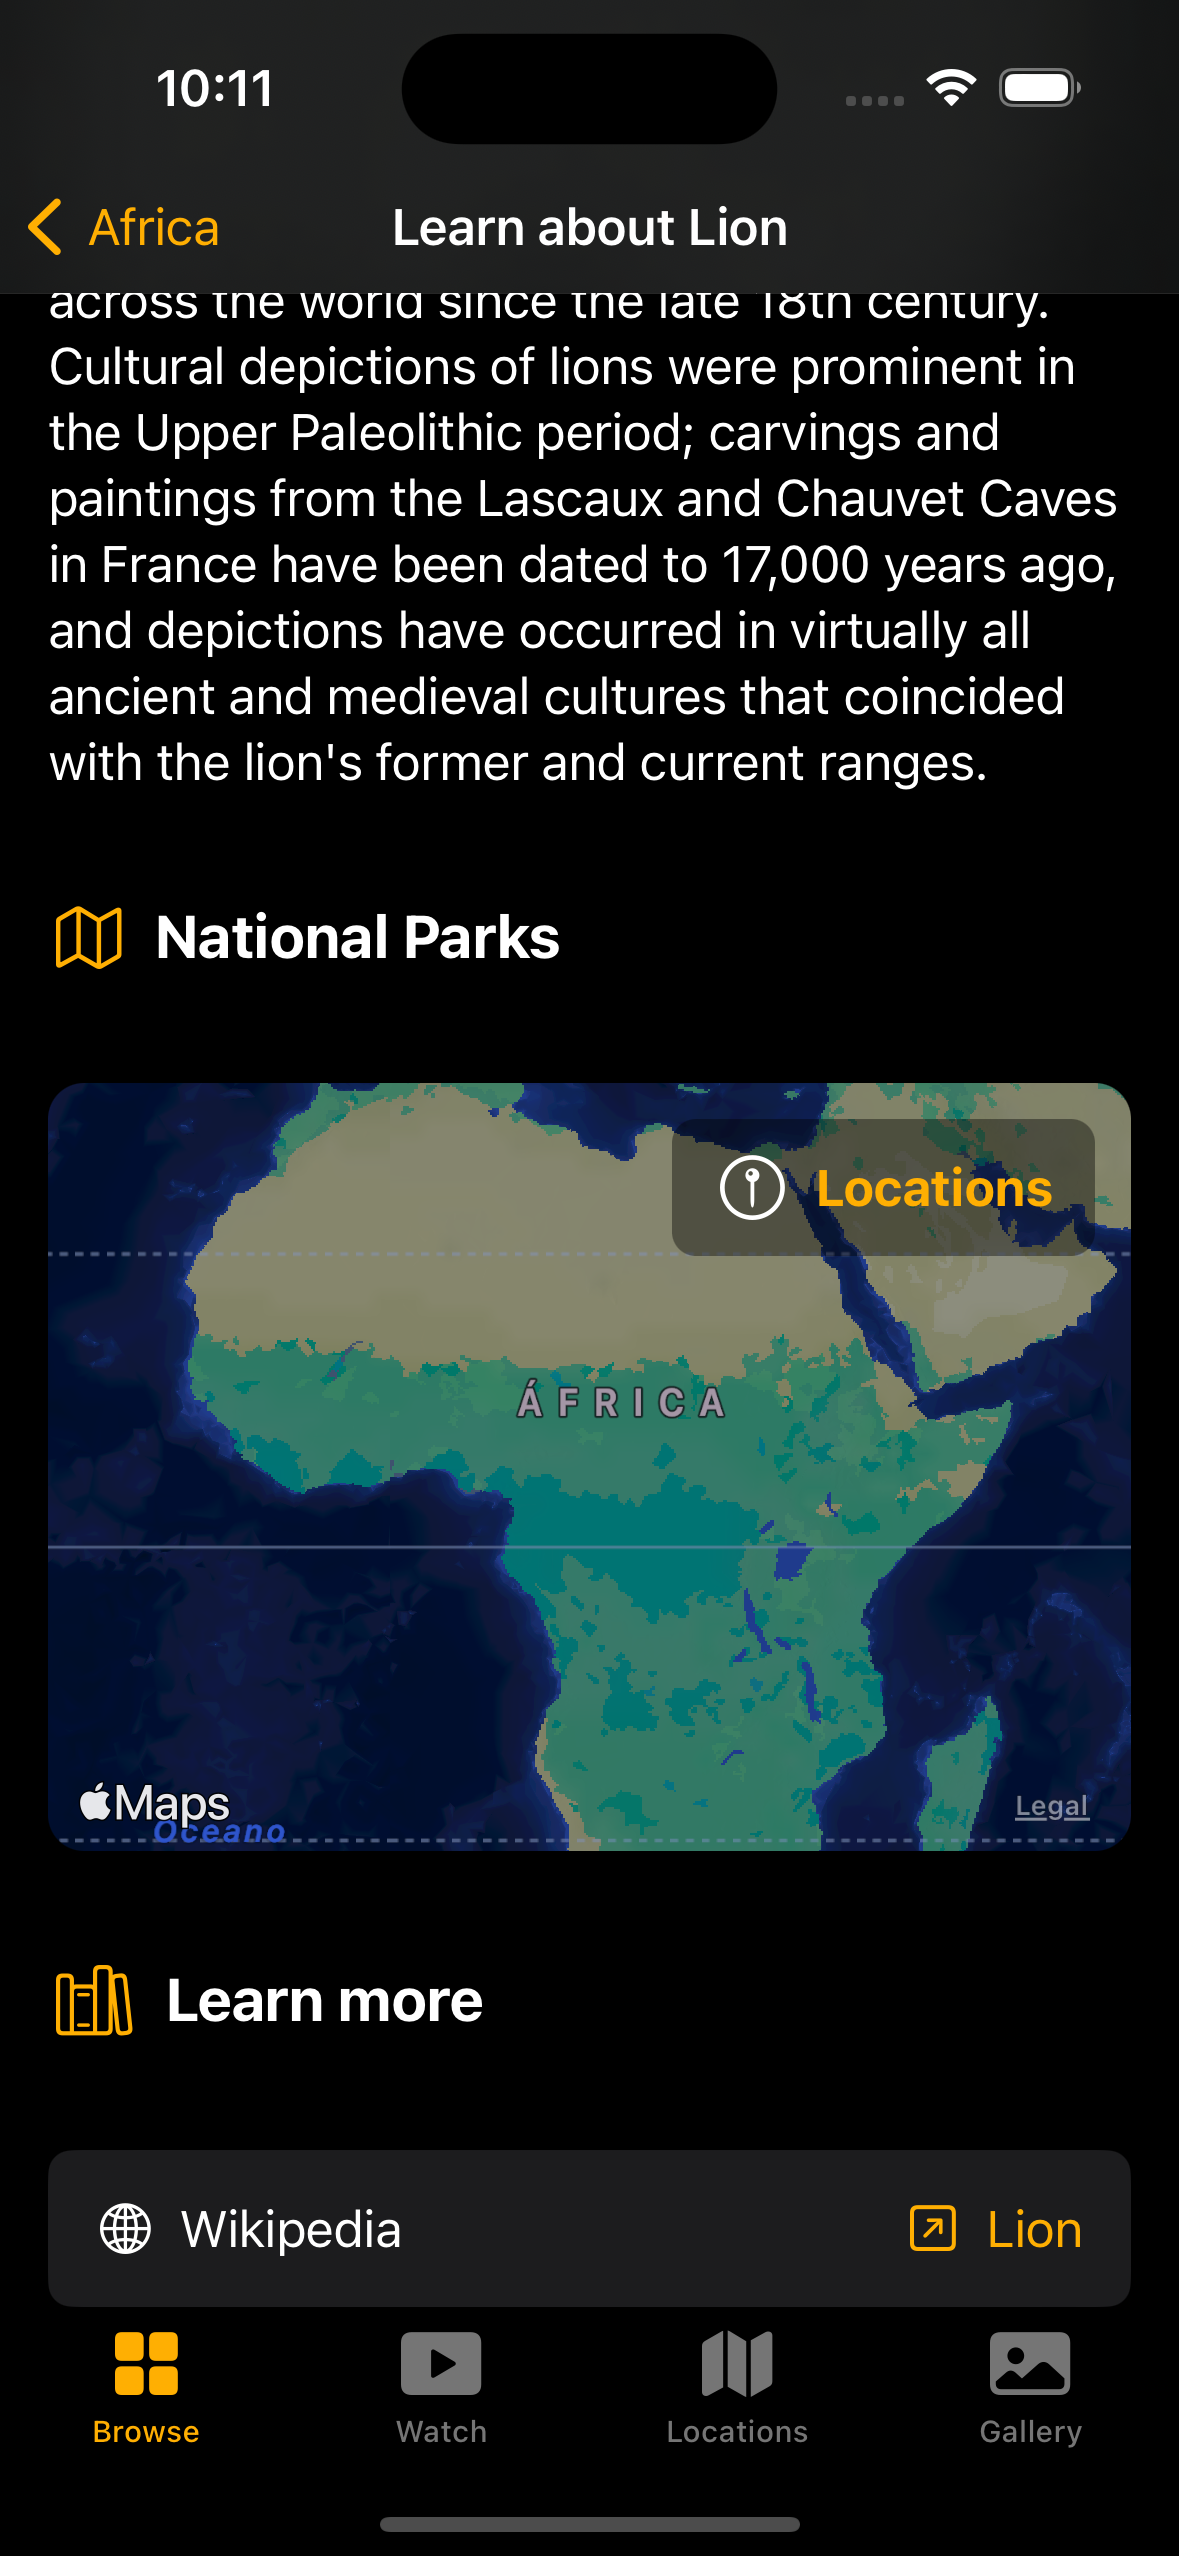 10:11
Africa
Learn about Lion
across the world since the late 18th century.
Cultural depictions of lions were prominent in
the Upper Paleolithic period; carvings and
paintings from the Lascaux and Chauvet Caves
in France have been dated to 17,000 years ago,
and depictions have occurred in virtually all
ancient and medieval cultures that coincided
with the lion's former and current ranges.
National Parks
Locations
ÁFRICA
Maps
Oceano
Legal
Learn more
Wikipedia
Lion
Browse
Watch
Locations
Gallery